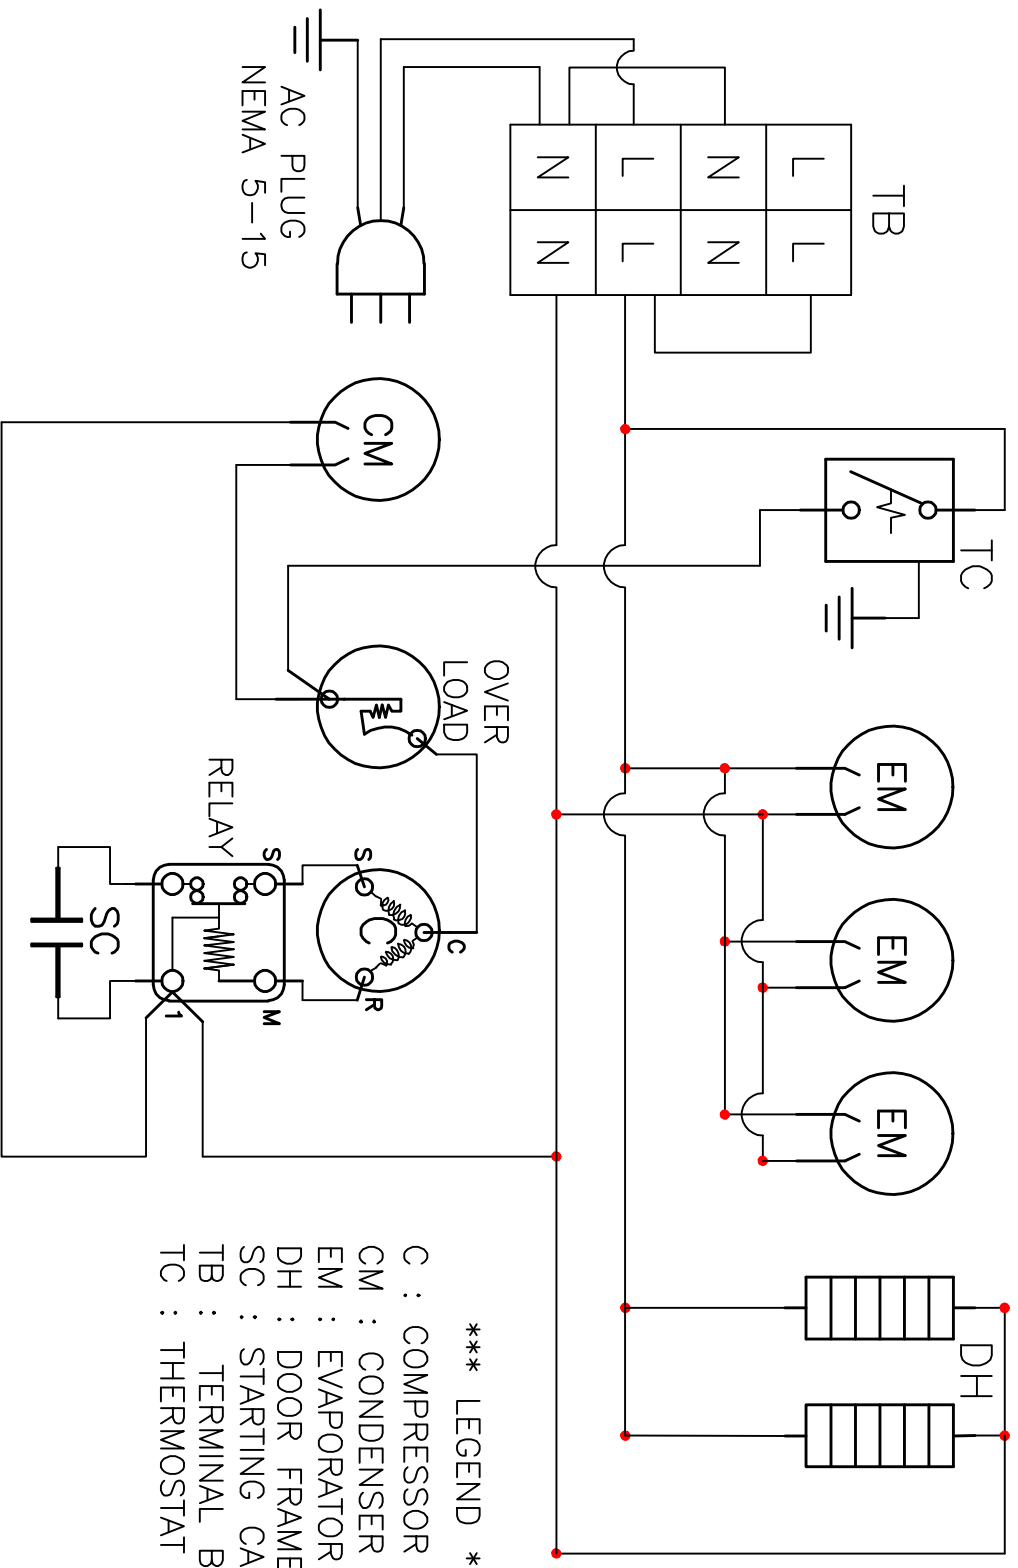 TB
L L
N N
L L
N N
TC
EM
EM
EM
DH
AC PLUG
NEMA 5-15
CM
OVER
LOAD
C
S
C
R
RELAY
S
M
1
SC
*** LEGEND *
C : COMPRESSOR
CM : CONDENSER
EM : EVAPORATOR
DH : DOOR FRAME
SC : STARTING CA
TB : TERMINAL B
TC : THERMOSTAT